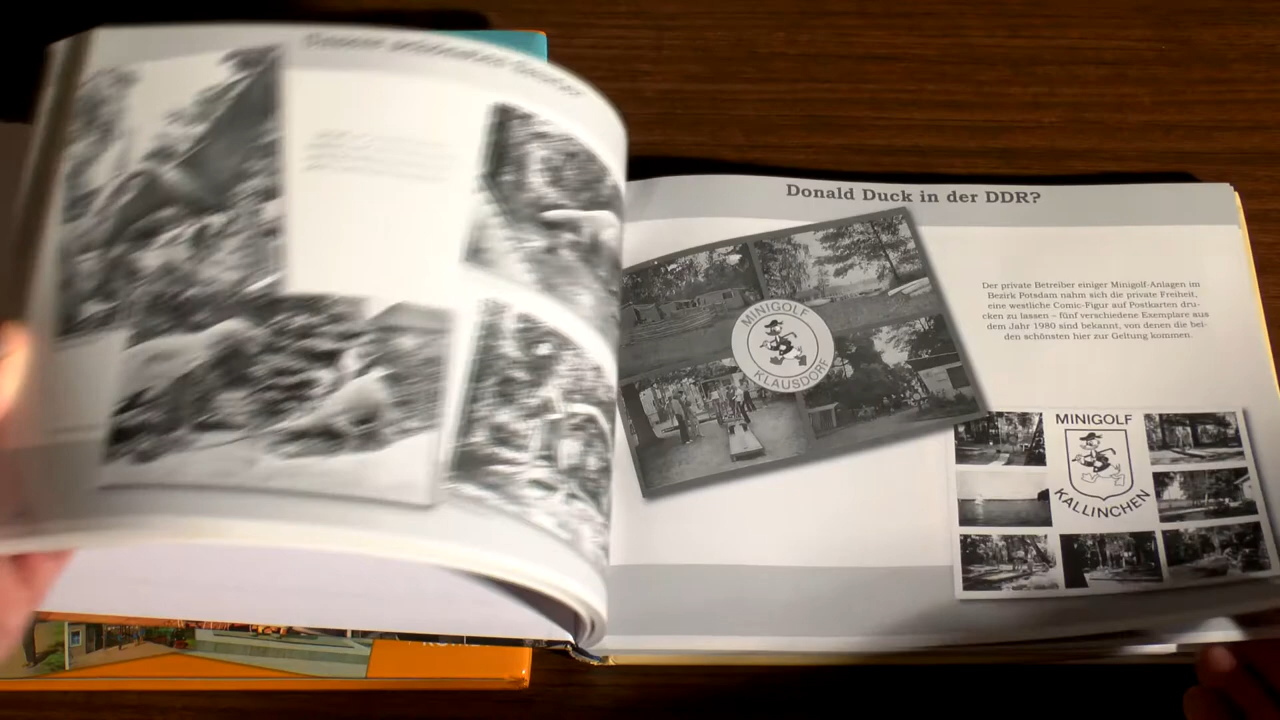 Donald Duck in der DDR?
MINIGOLF
KLAUSDORF
Der private Betreiber einiger Minigolf-Anlagen im
Bezirk Potsdam nahm sich die private Freiheit,
eine westliche Comic-Figur auf Postkarten dru-
cken zu lassen – fünf verschiedene Exemplare aus
dem Jahr 1980 sind bekannt, von denen die bei-
den schönsten hier zur Geltung kommen.
MINIGOLF
KALLINCHEN